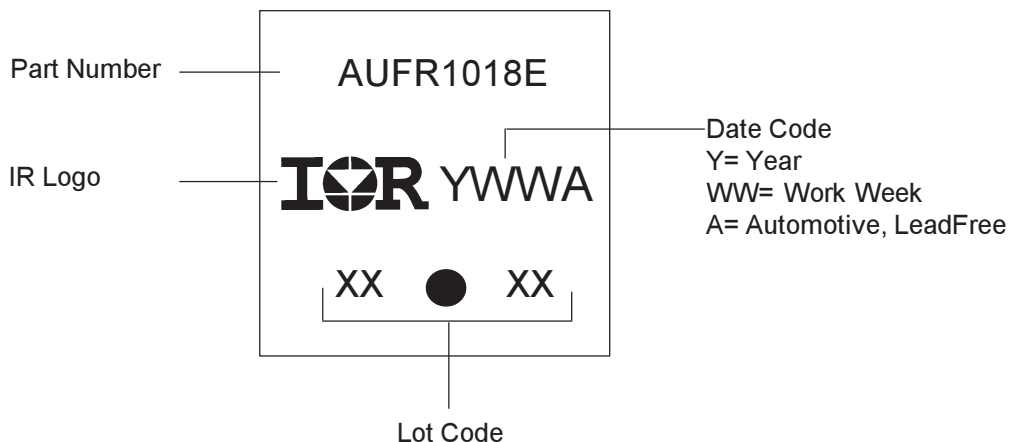 Part Number
AUFR1018E
Date Code
Y= Year
WW= Work Week
A= Automotive, LeadFree
IR Logo
IOR YWWA
XX XX
Lot Code